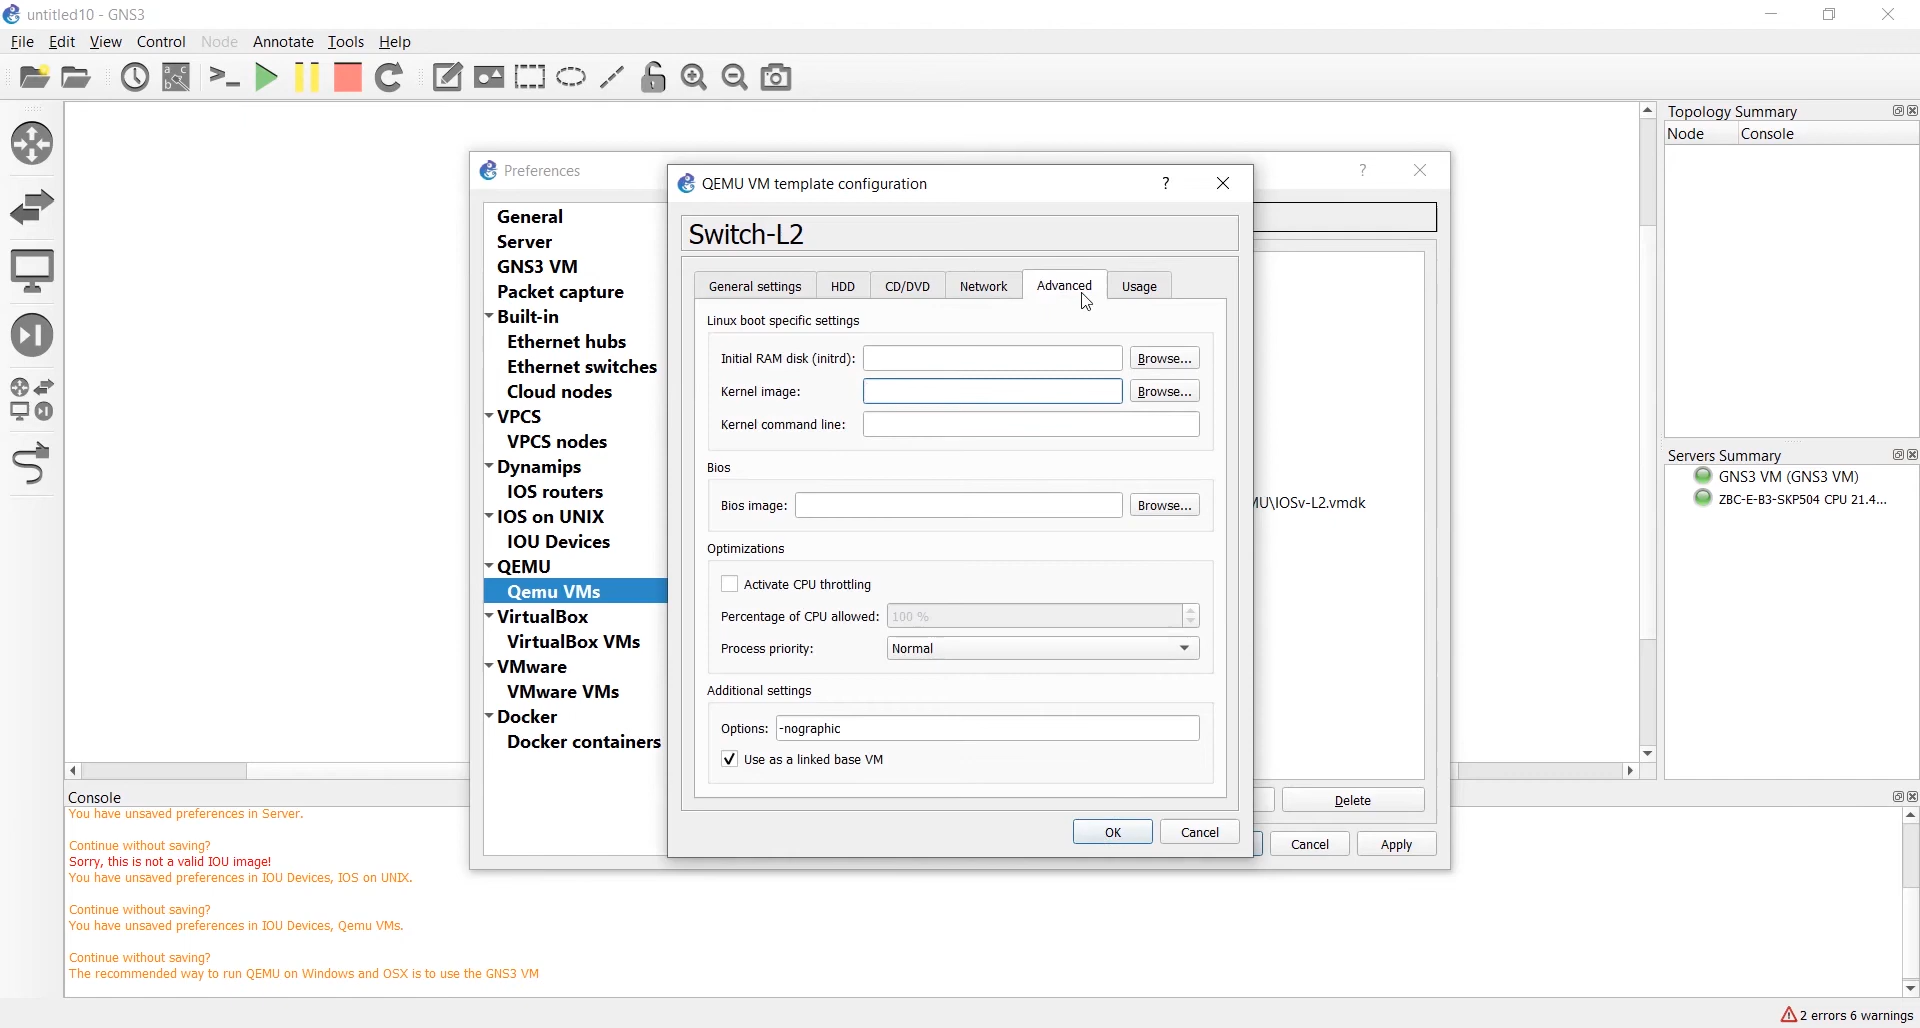 untitled10 - GNS3
File Edit View Control Node Annotate Tools Help
Topology Summary
Node Console
Preferences
General
Server
GNS3 VM
Packet capture
Built-in
Ethernet hubs
Ethernet switches
Cloud nodes
VPCS
VPCS nodes
Dynamips
IOS routers
IOS on UNIX
IOU Devices
QEMU
Qemu VMs
VirtualBox
VirtualBox VMs
VMware
VMware VMs
Docker
Docker containers
QEMU VM template configuration
Switch-L2
General settings HDD CD/DVD Network Advanced Usage
Linux boot specific settings
Initial RAM disk (initrd): Browse...
Kernel image: Browse...
Kernel command line:
Bios
Bios image: Browse...
Optimizations
Activate CPU throttling
Percentage of CPU allowed: 100 %
Process priority: Normal
Additional settings
Options: -nographic
Use as a linked base VM
OK Cancel
\IOSv-L2.vmdk
Delete
Cancel Apply
Servers Summary
GNS3 VM (GNS3 VM)
ZBC-E-B3-SKP504 CPU 21.4...
Console
You have unsaved preferences in Server.
Continue without saving?
Sorry, this is not a valid IOU image!
You have unsaved preferences in IOU Devices, IOS on UNIX.
Continue without saving?
You have unsaved preferences in IOU Devices, Qemu VMs.
Continue without saving?
The recommended way to run QEMU on Windows and OSX is to use the GNS3 VM
2 errors 6 warnings